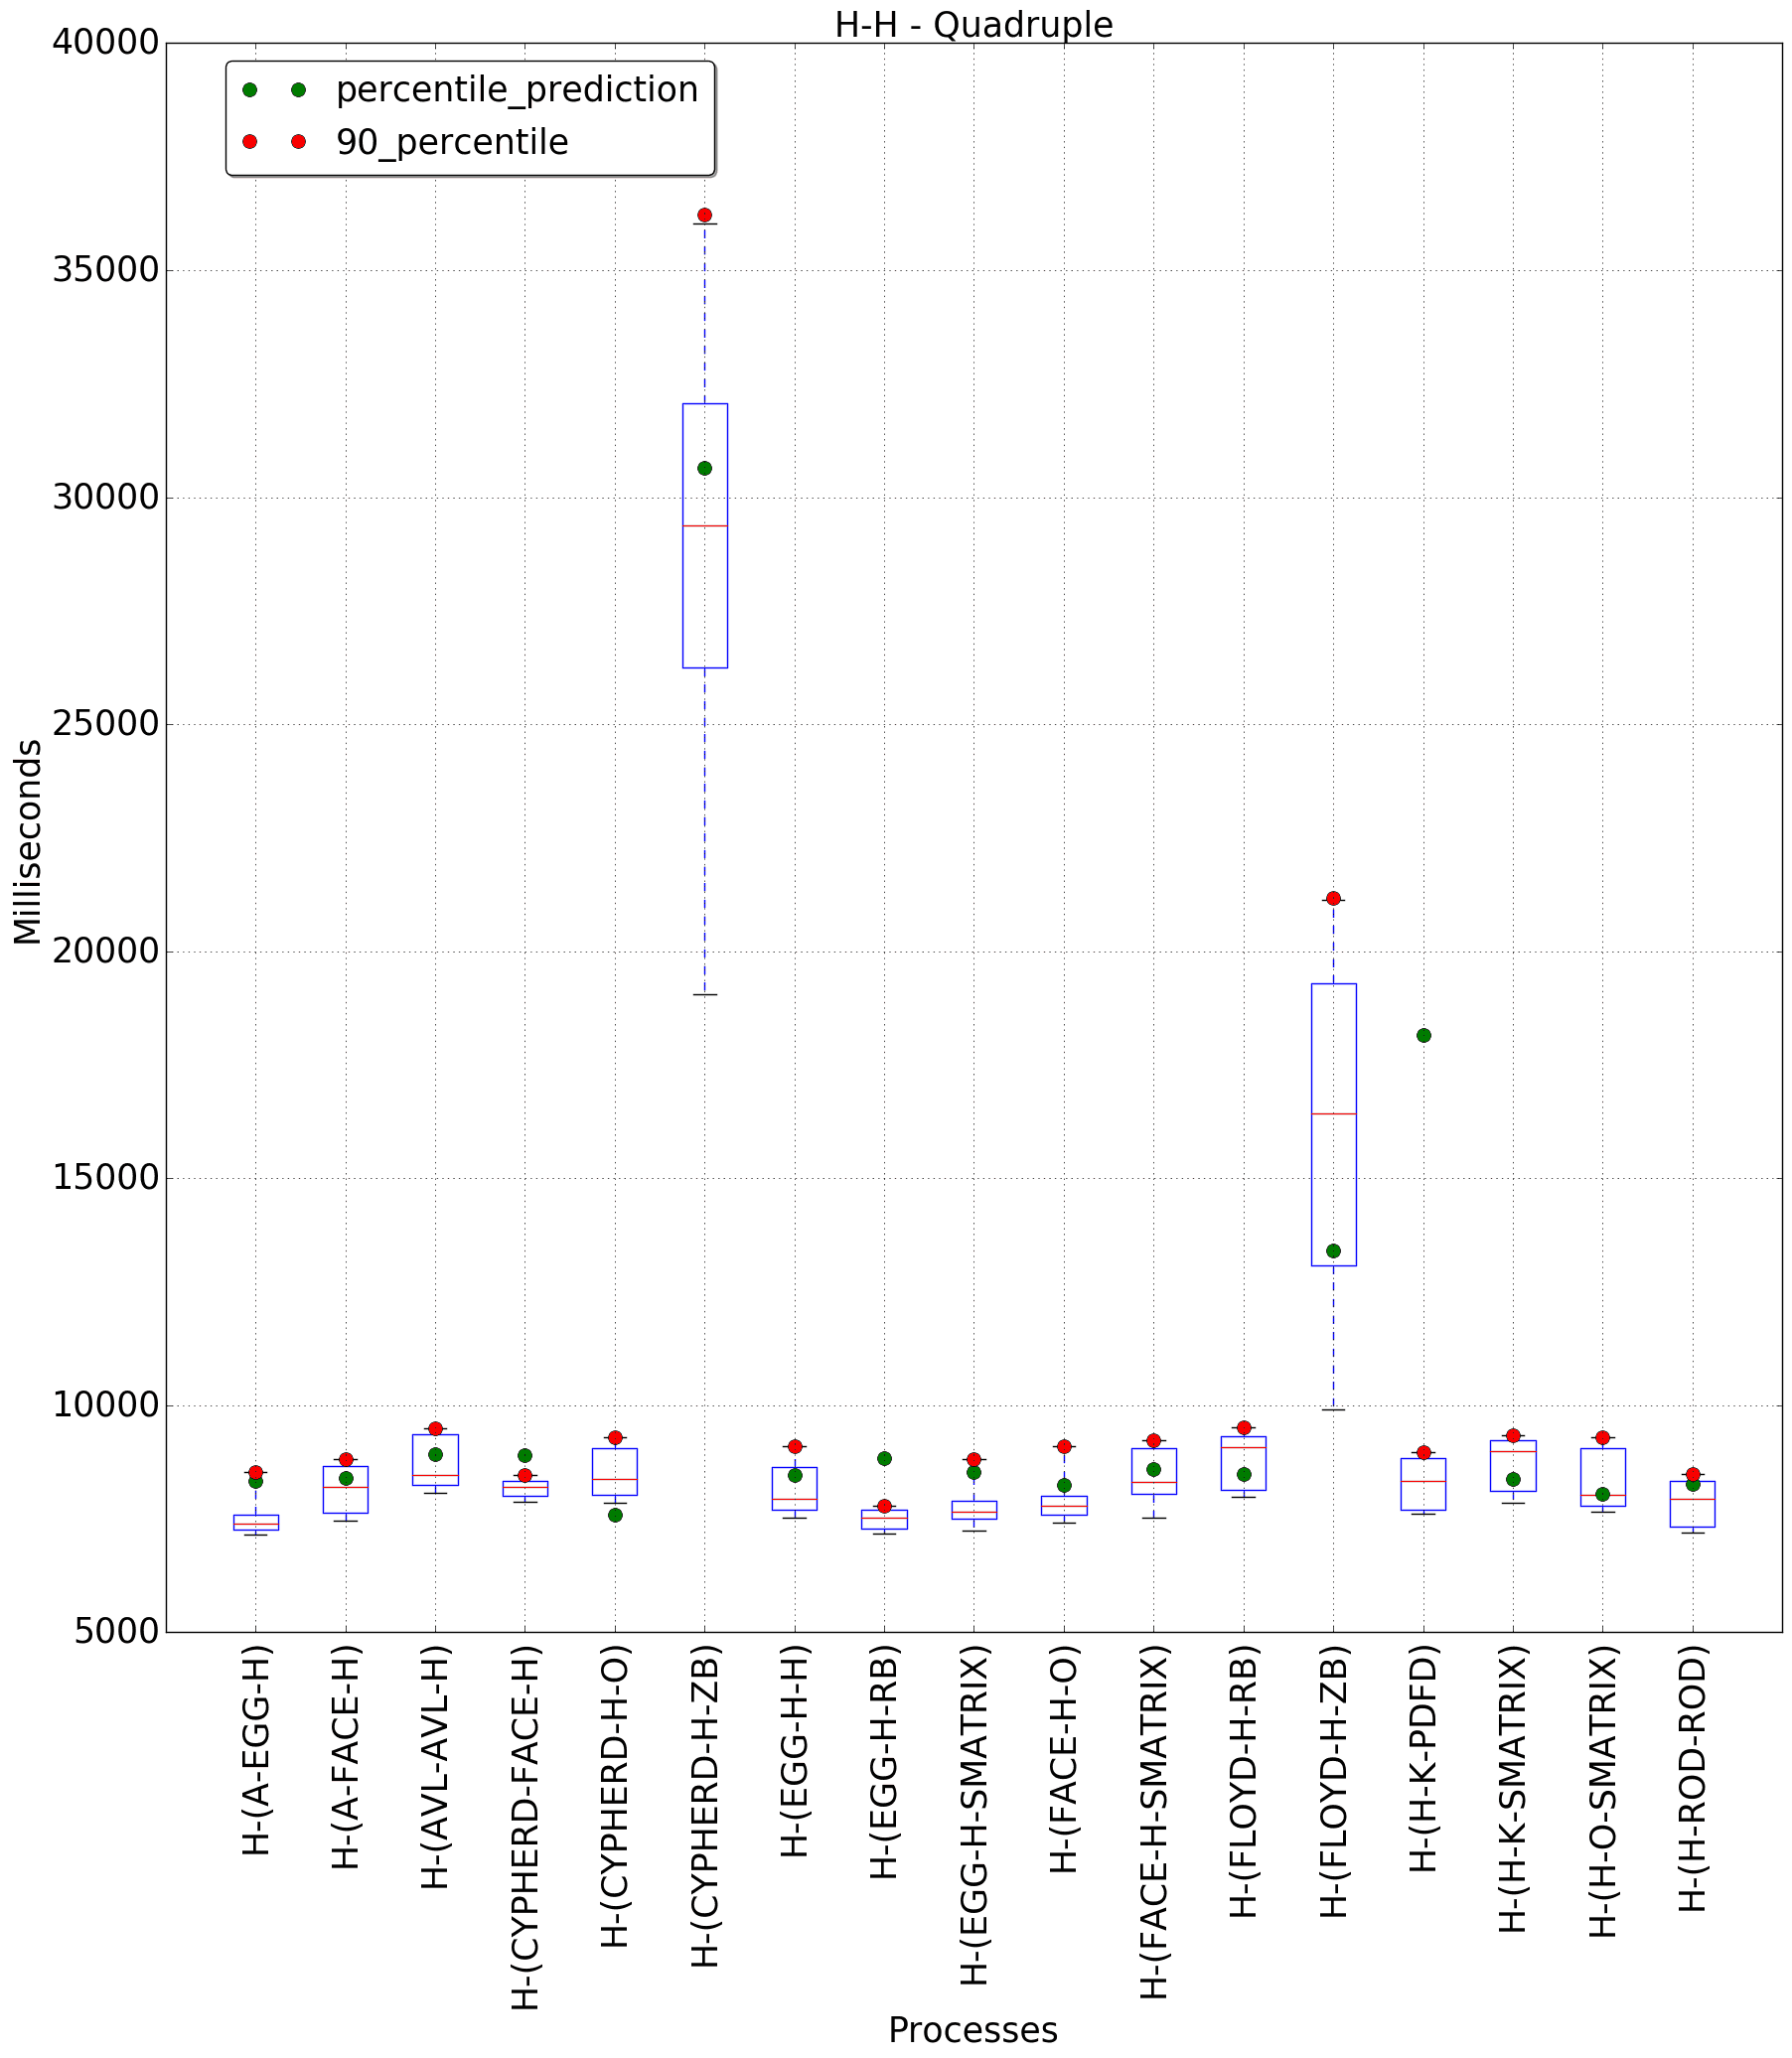 H-H - Quadruple
percentile_prediction
90_percentile
40000
35000
30000
25000
20000
15000
10000
5000
Milliseconds
H-(A-EGG-H)
H-(A-FACE-H)
H-(AVL-AVL-H)
H-(CYPHERD-FACE-H)
H-(CYPHERD-H-O)
H-(CYPHERD-H-ZB)
H-(EGG-H-H)
H-(EGG-H-RB)
H-(EGG-H-SMATRIX)
H-(FACE-H-O)
H-(FACE-H-SMATRIX)
H-(FLOYD-H-RB)
H-(FLOYD-H-ZB)
H-(H-K-PDFD)
H-(H-K-SMATRIX)
H-(H-O-SMATRIX)
H-(H-ROD-ROD)
Processes